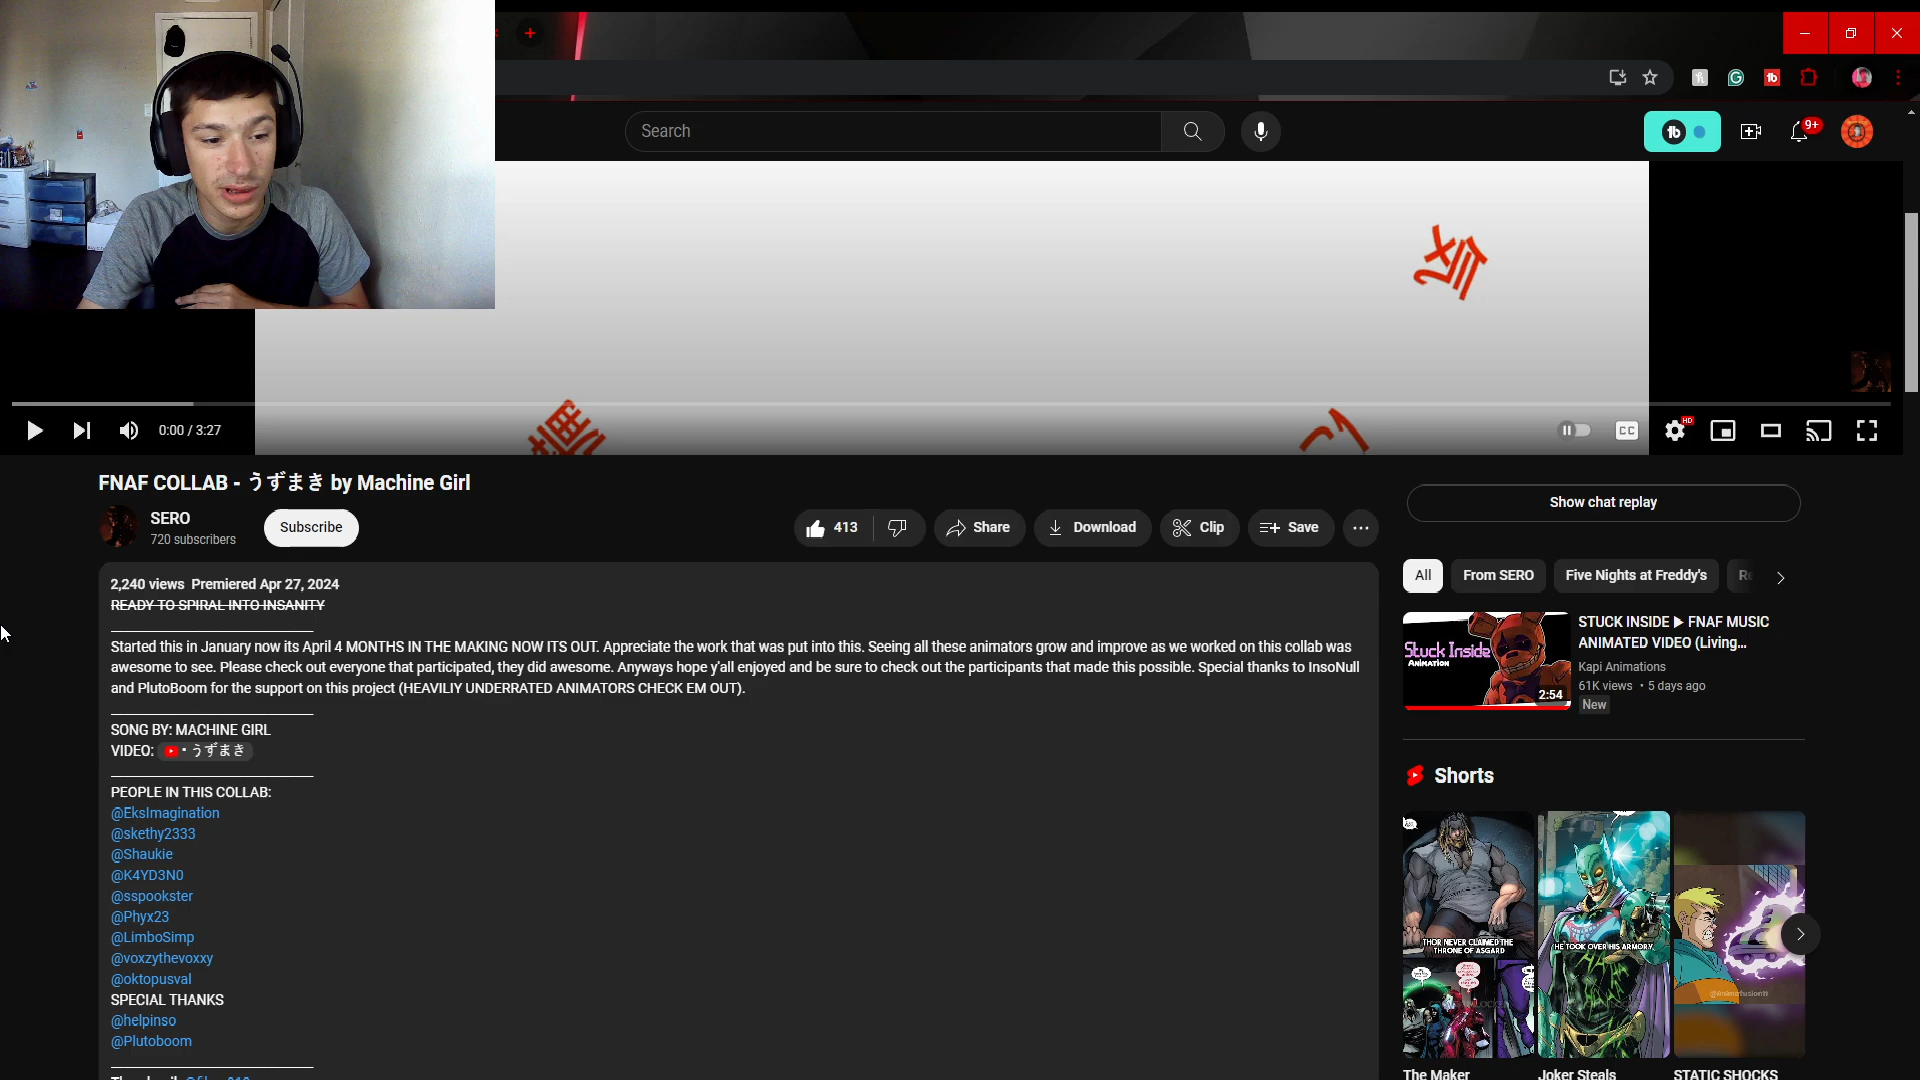 Search
9+
0:00 / 3:27
CC
HD
FNAF COLLAB - うずまき by Machine Girl
SERO
720 subscribers
Subscribe
413
Share
Download
Clip
Save
Show chat replay
All
From SERO
Five Nights at Freddy's
2,240 views Premiered Apr 27, 2024
READY TO SPIRAL INTO INSANITY
Started this in January now its April 4 MONTHS IN THE MAKING NOW ITS OUT. Appreciate the work that was put into this. Seeing all these animators grow and improve as we worked on this collab was
awesome to see. Please check out everyone that participated, they did awesome. Anyways hope y'all enjoyed and be sure to check out the participants that made this possible. Special thanks to InsoNull
and PlutoBoom for the support on this project (HEAVILIY UNDERRATED ANIMATORS CHECK EM OUT).
SONG BY: MACHINE GIRL
VIDEO: • うずまき
PEOPLE IN THIS COLLAB:
@EksImagination
@skethy2333
@Shaukie
@K4YD3N0
@sspookster
@Phyx23
@LimboSimp
@voxzythevoxxy
@oktopusval
SPECIAL THANKS
@helpinso
@Plutoboom
Stuck Inside
ANIMATION
2:54
STUCK INSIDE ▶ FNAF MUSIC
ANIMATED VIDEO (Living...
Kapi Animations
61K views • 5 days ago
New
Shorts
THOR NEVER CLAIMED THE
THRONE OF ASGARD
HE TOOK OVER HIS ARMORY,
The Maker
Joker Steals
STATIC SHOCKS